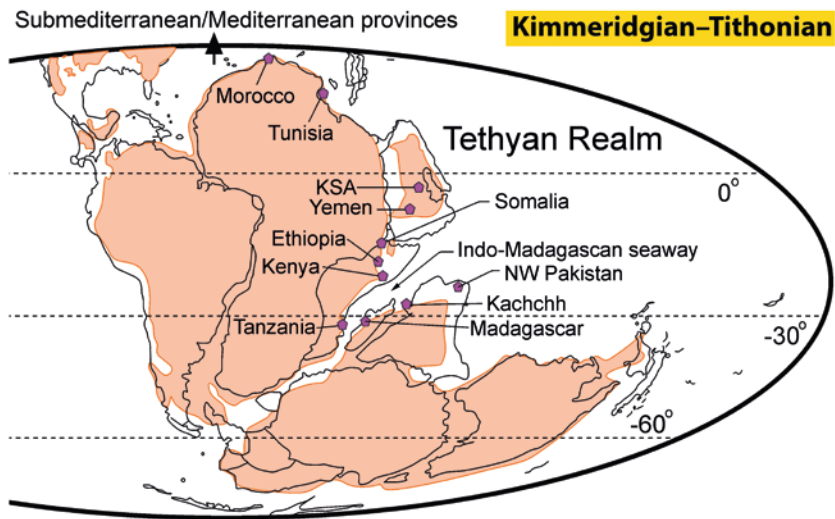 Submediterranean/Mediterranean provinces
Kimmeridgian–Tithonian
Morocco
Tunisia
Tethyan Realm
KSA
0°
Yemen
Somalia
Ethiopia
Indo-Madagascan seaway
Kenya
NW Pakistan
Kachchh
Tanzania
Madagascar
-30°
-60°